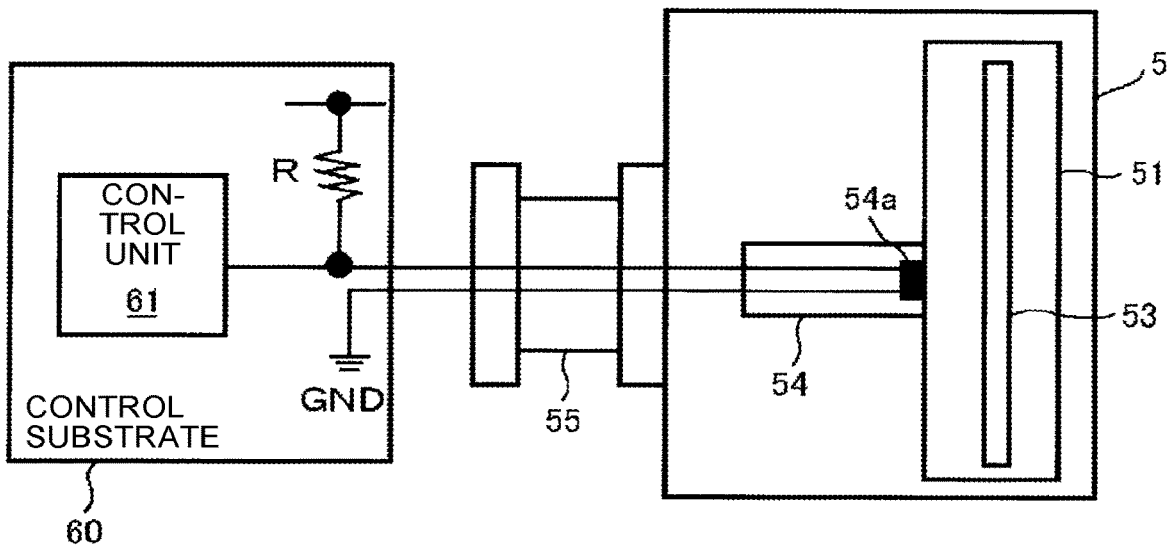 5
51
54a
R
CON-
TROL
UNIT
61
53
54
GND
55
CONTROL
SUBSTRATE
60